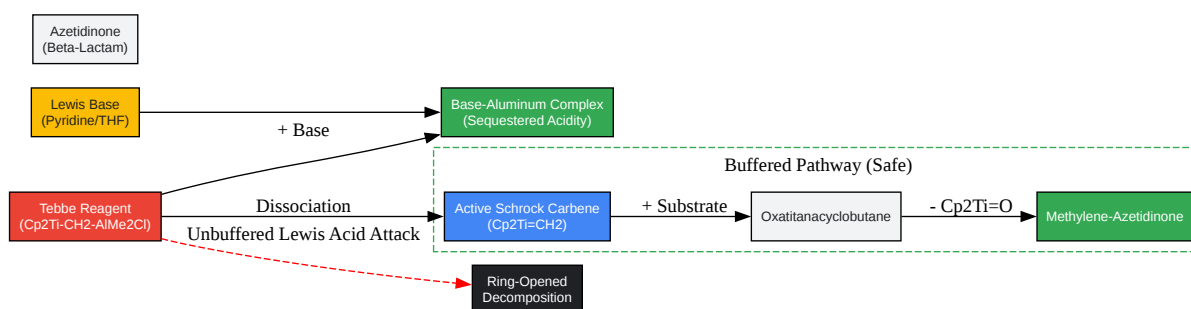 Azetidinone
(Beta-Lactam)
Lewis Base
(Pyridine/THF)
+ Base
Base-Aluminum Complex
(Sequestered Acidity)
Buffered Pathway (Safe)
Tebbe Reagent
(Cp2Ti-CH2-AlMe2Cl)
Dissociation
Unbuffered Lewis Acid Attack
Active Schrock Carbene
(Cp2Ti=CH2)
+ Substrate
Oxatitanacyclobutane
- Cp2Ti=O
Methylene-Azetidinone
Ring-Opened
Decomposition